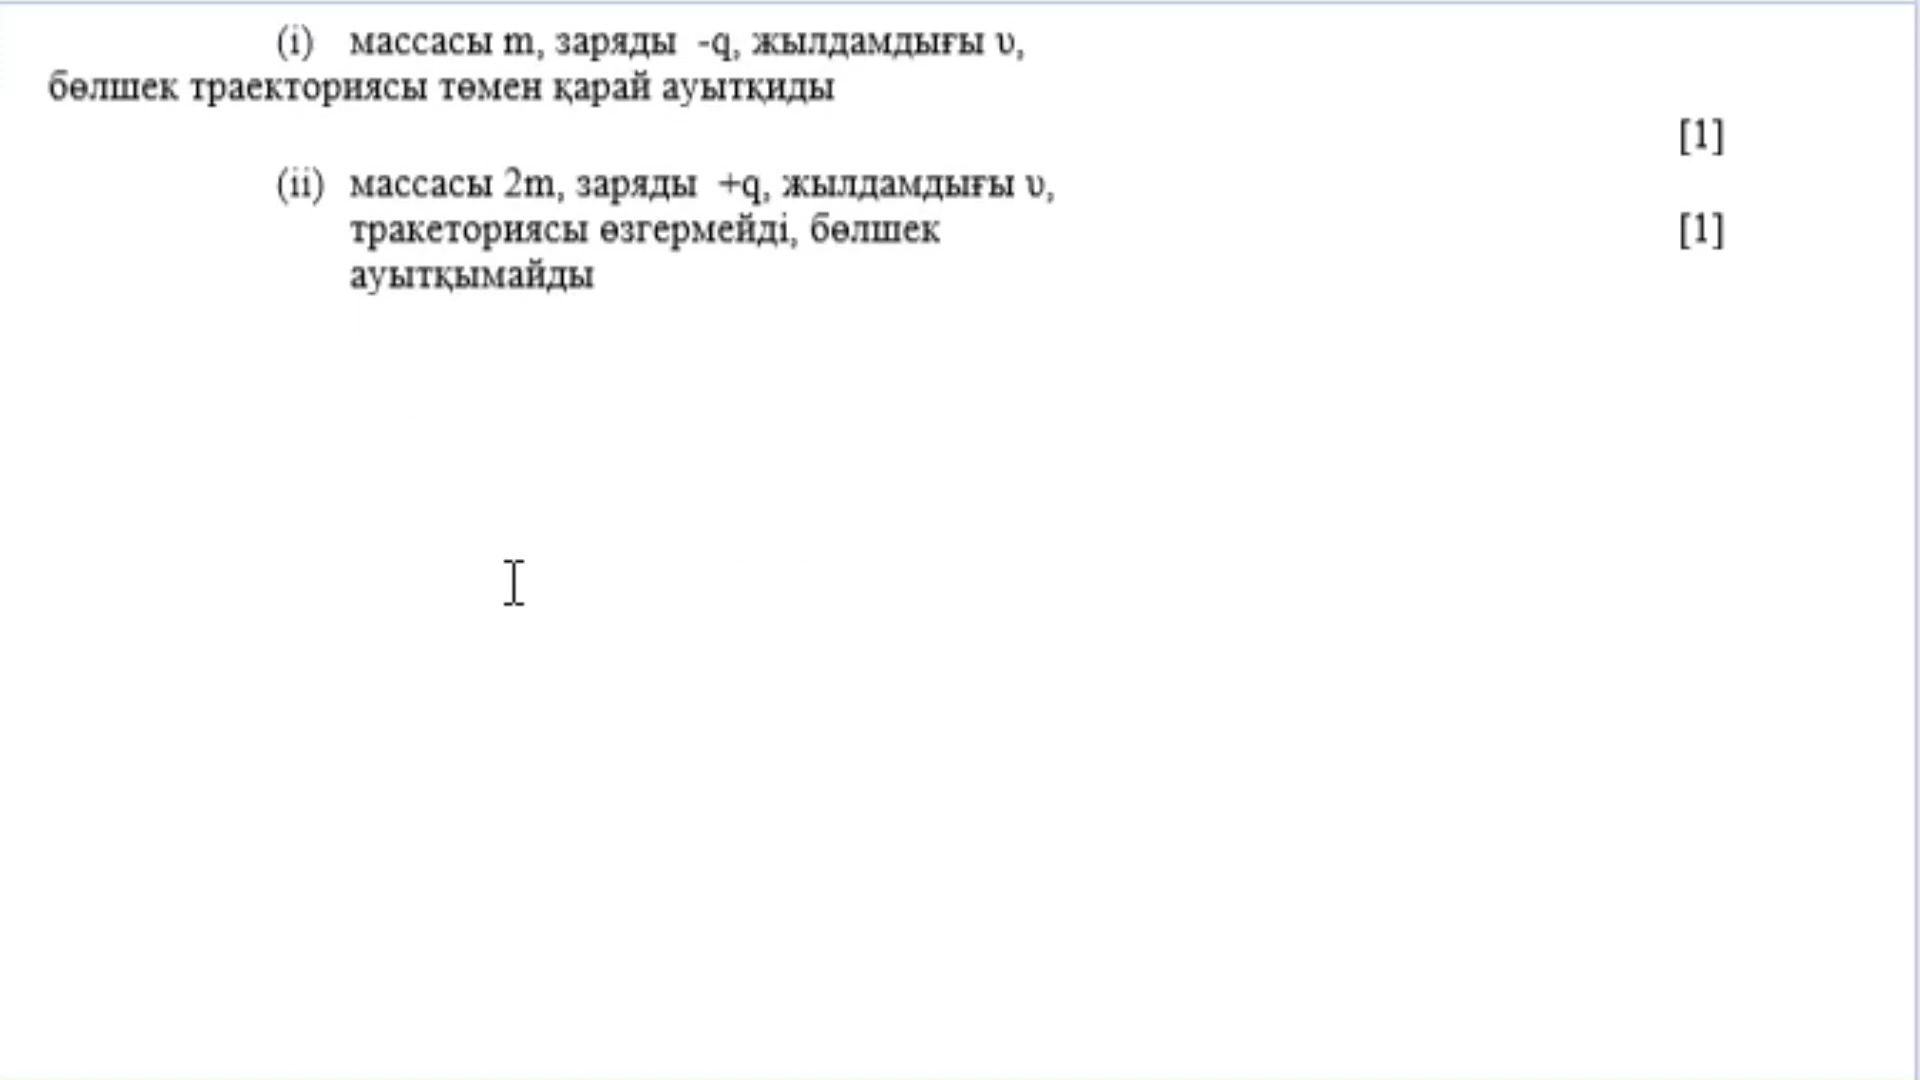 (i) массасы m, заряды -q, жылдамдығы υ,
бөлшек траекториясы төмен қарай ауытқиды
[1]
(ii) массасы 2m, заряды +q, жылдамдығы υ,
тракеториясы өзгермейді, бөлшек [1]
ауытқымайды